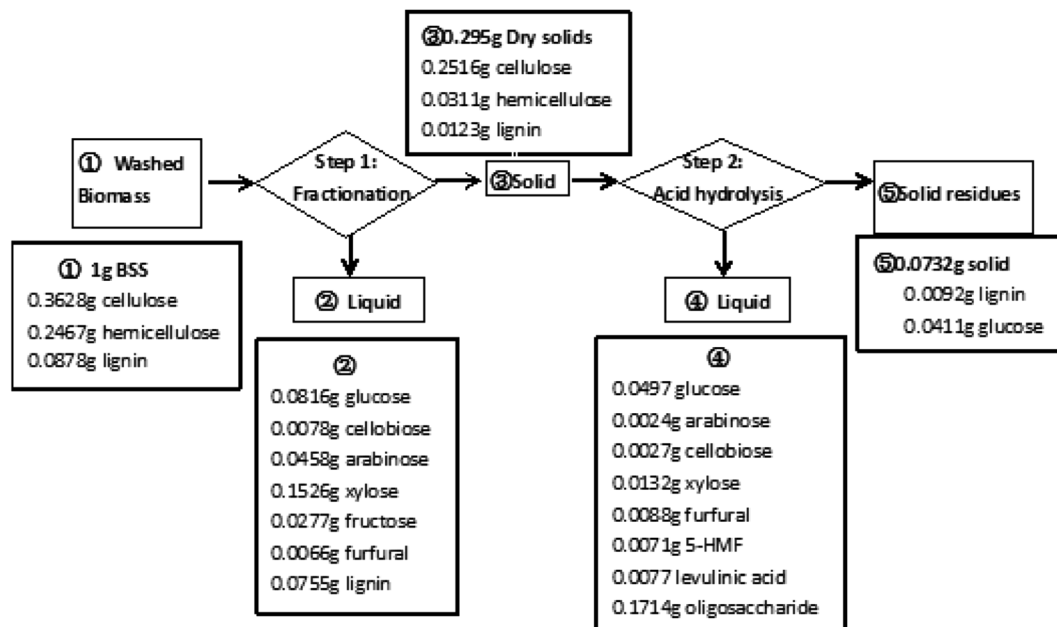 ③0.295g Dry solids
0.2516g cellulose
0.0311g hemicellulose
0.0123g lignin
① Washed
Biomass
Step 1:
Fractionation
③Solid
Step 2:
Acid hydrolysis
⑤Solid residues
① 1g BSS
0.3628g cellulose
0.2467g hemicellulose
0.0878g lignin
② Liquid
④ Liquid
⑤0.0732g solid
0.0092g lignin
0.0411g glucose
②
0.0816g glucose
0.0078g cellobiose
0.0458g arabinose
0.1526g xylose
0.0277g fructose
0.0066g furfural
0.0755g lignin
④
0.0497 glucose
0.0024g arabinose
0.0027g cellobiose
0.0132g xylose
0.0088g furfural
0.0071g 5-HMF
0.0077 levulinic acid
0.1714g oligosaccharide